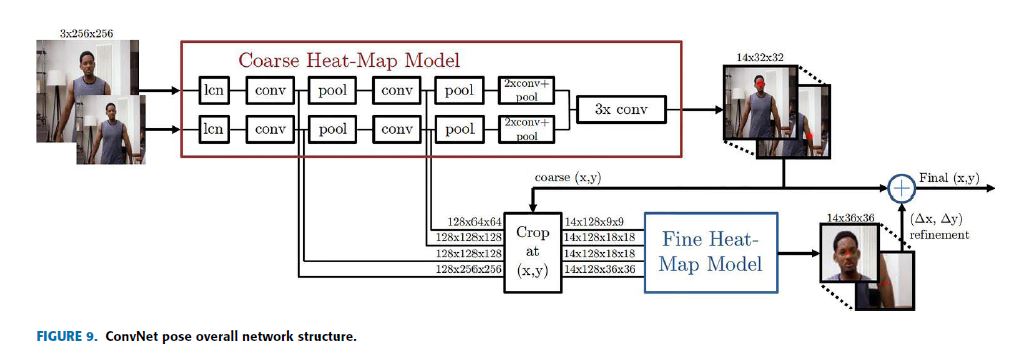 3x256x256
Coarse Heat-Map Model
14x32x32
lcn conv pool conv pool 2xconv+ pool
3x conv
lcn conv pool conv pool 2xconv+ pool
coarse (x,y)
Final (x,y)
128x64x64
128x128x128
128x128x128
128x256x256
Crop
at
(x,y)
14x128x9x9
14x128x18x18
14x128x18x18
14x128x36x36
Fine Heat-
Map Model
14x36x36
(Δx, Δy)
refinement
FIGURE 9. ConvNet pose overall network structure.